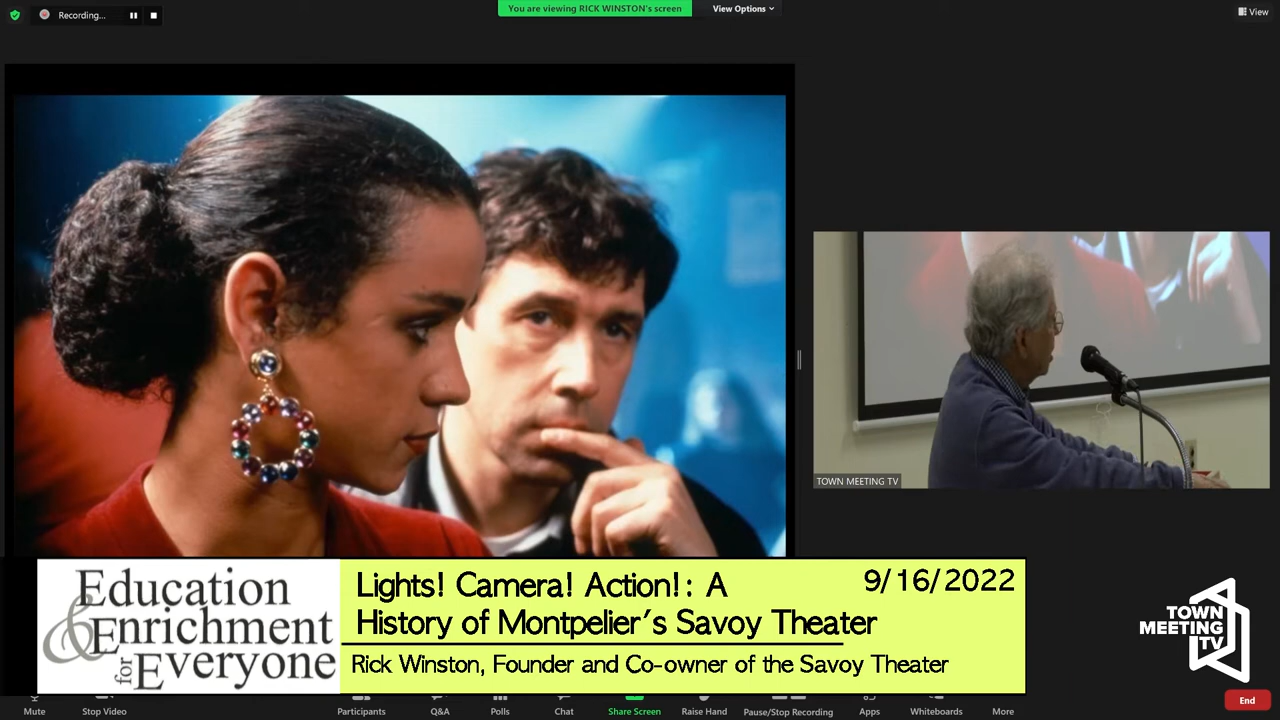 Recording...
You are viewing RICK WINSTON's screen
View Options
View
TOWN MEETING TV
Education
& Enrichment
for Everyone
Lights! Camera! Action!: A
9/16/2022
History of Montpelier's Savoy Theater
Rick Winston, Founder and Co-owner of the Savoy Theater
TOWN
MEETING
TV
Mute
Stop Video
Participants
Q&A
Polls
Chat
Share Screen
Raise Hand
Pause/Stop Recording
Apps
Whiteboards
More
End